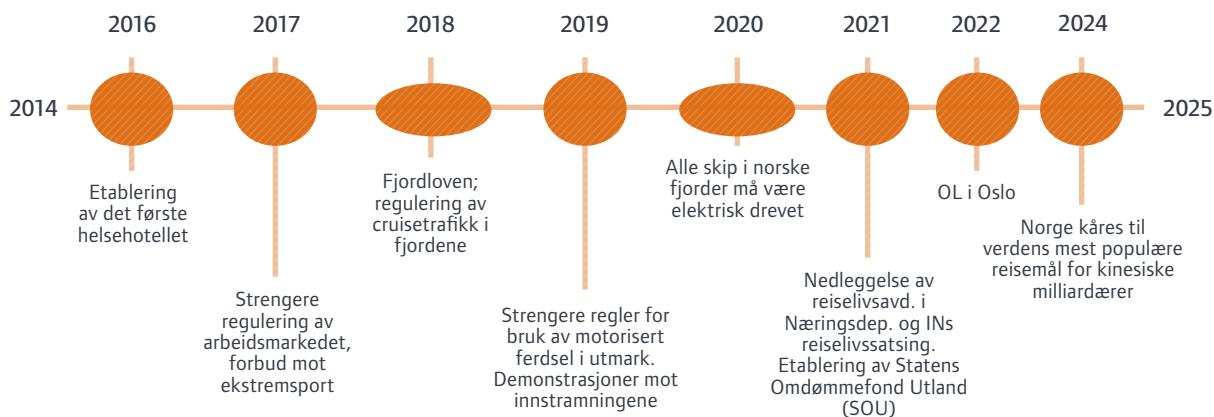 2016
2017
2018
2019
2020
2021
2022
2024
2014
2025
Etablering
av det første
helsehotellet
Strengere
regulering av
arbeidsmarkedet,
forbud mot
ekstremsport
Fjordloven;
regulering av
cruisetrafikk i
fjordene
Strengere regler for
bruk av motorisert
ferdsel i utmark.
Demonstrasjoner mot
innstramningene
Alle skip i norske
fjorder må være
elektrisk drevet
Nedleggelse av
reiselivsavd. i
Næringsdep. og INs
reiselivssatsing.
Etablering av Statens
Omdømmefond Utland
(SOU)
OL i Oslo
Norge kåres til
verdens mest populære
reisemål for kinesiske
milliardærer